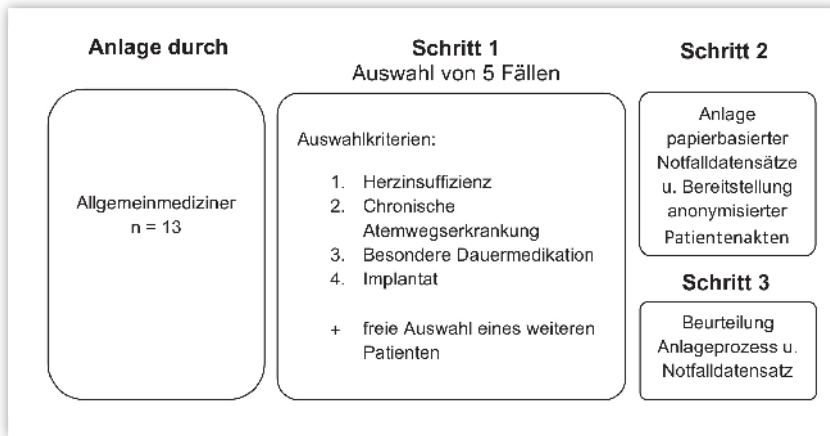 Anlage durch
Allgemeinmediziner
n = 13
Schritt 1
Auswahl von 5 Fällen
Auswahlkriterien:
1. Herzinsuffizienz
2. Chronische
Atemwegserkrankung
3. Besondere Dauermedikation
4. Implantat
+ freie Auswahl eines weiteren
Patienten
Schritt 2
Anlage
papierbasierter
Notfalldatensätze
u. Bereitstellung
anonymisierter
Patientenakten
Schritt 3
Beurteilung
Anlageprozess u.
Notfalldatensatz